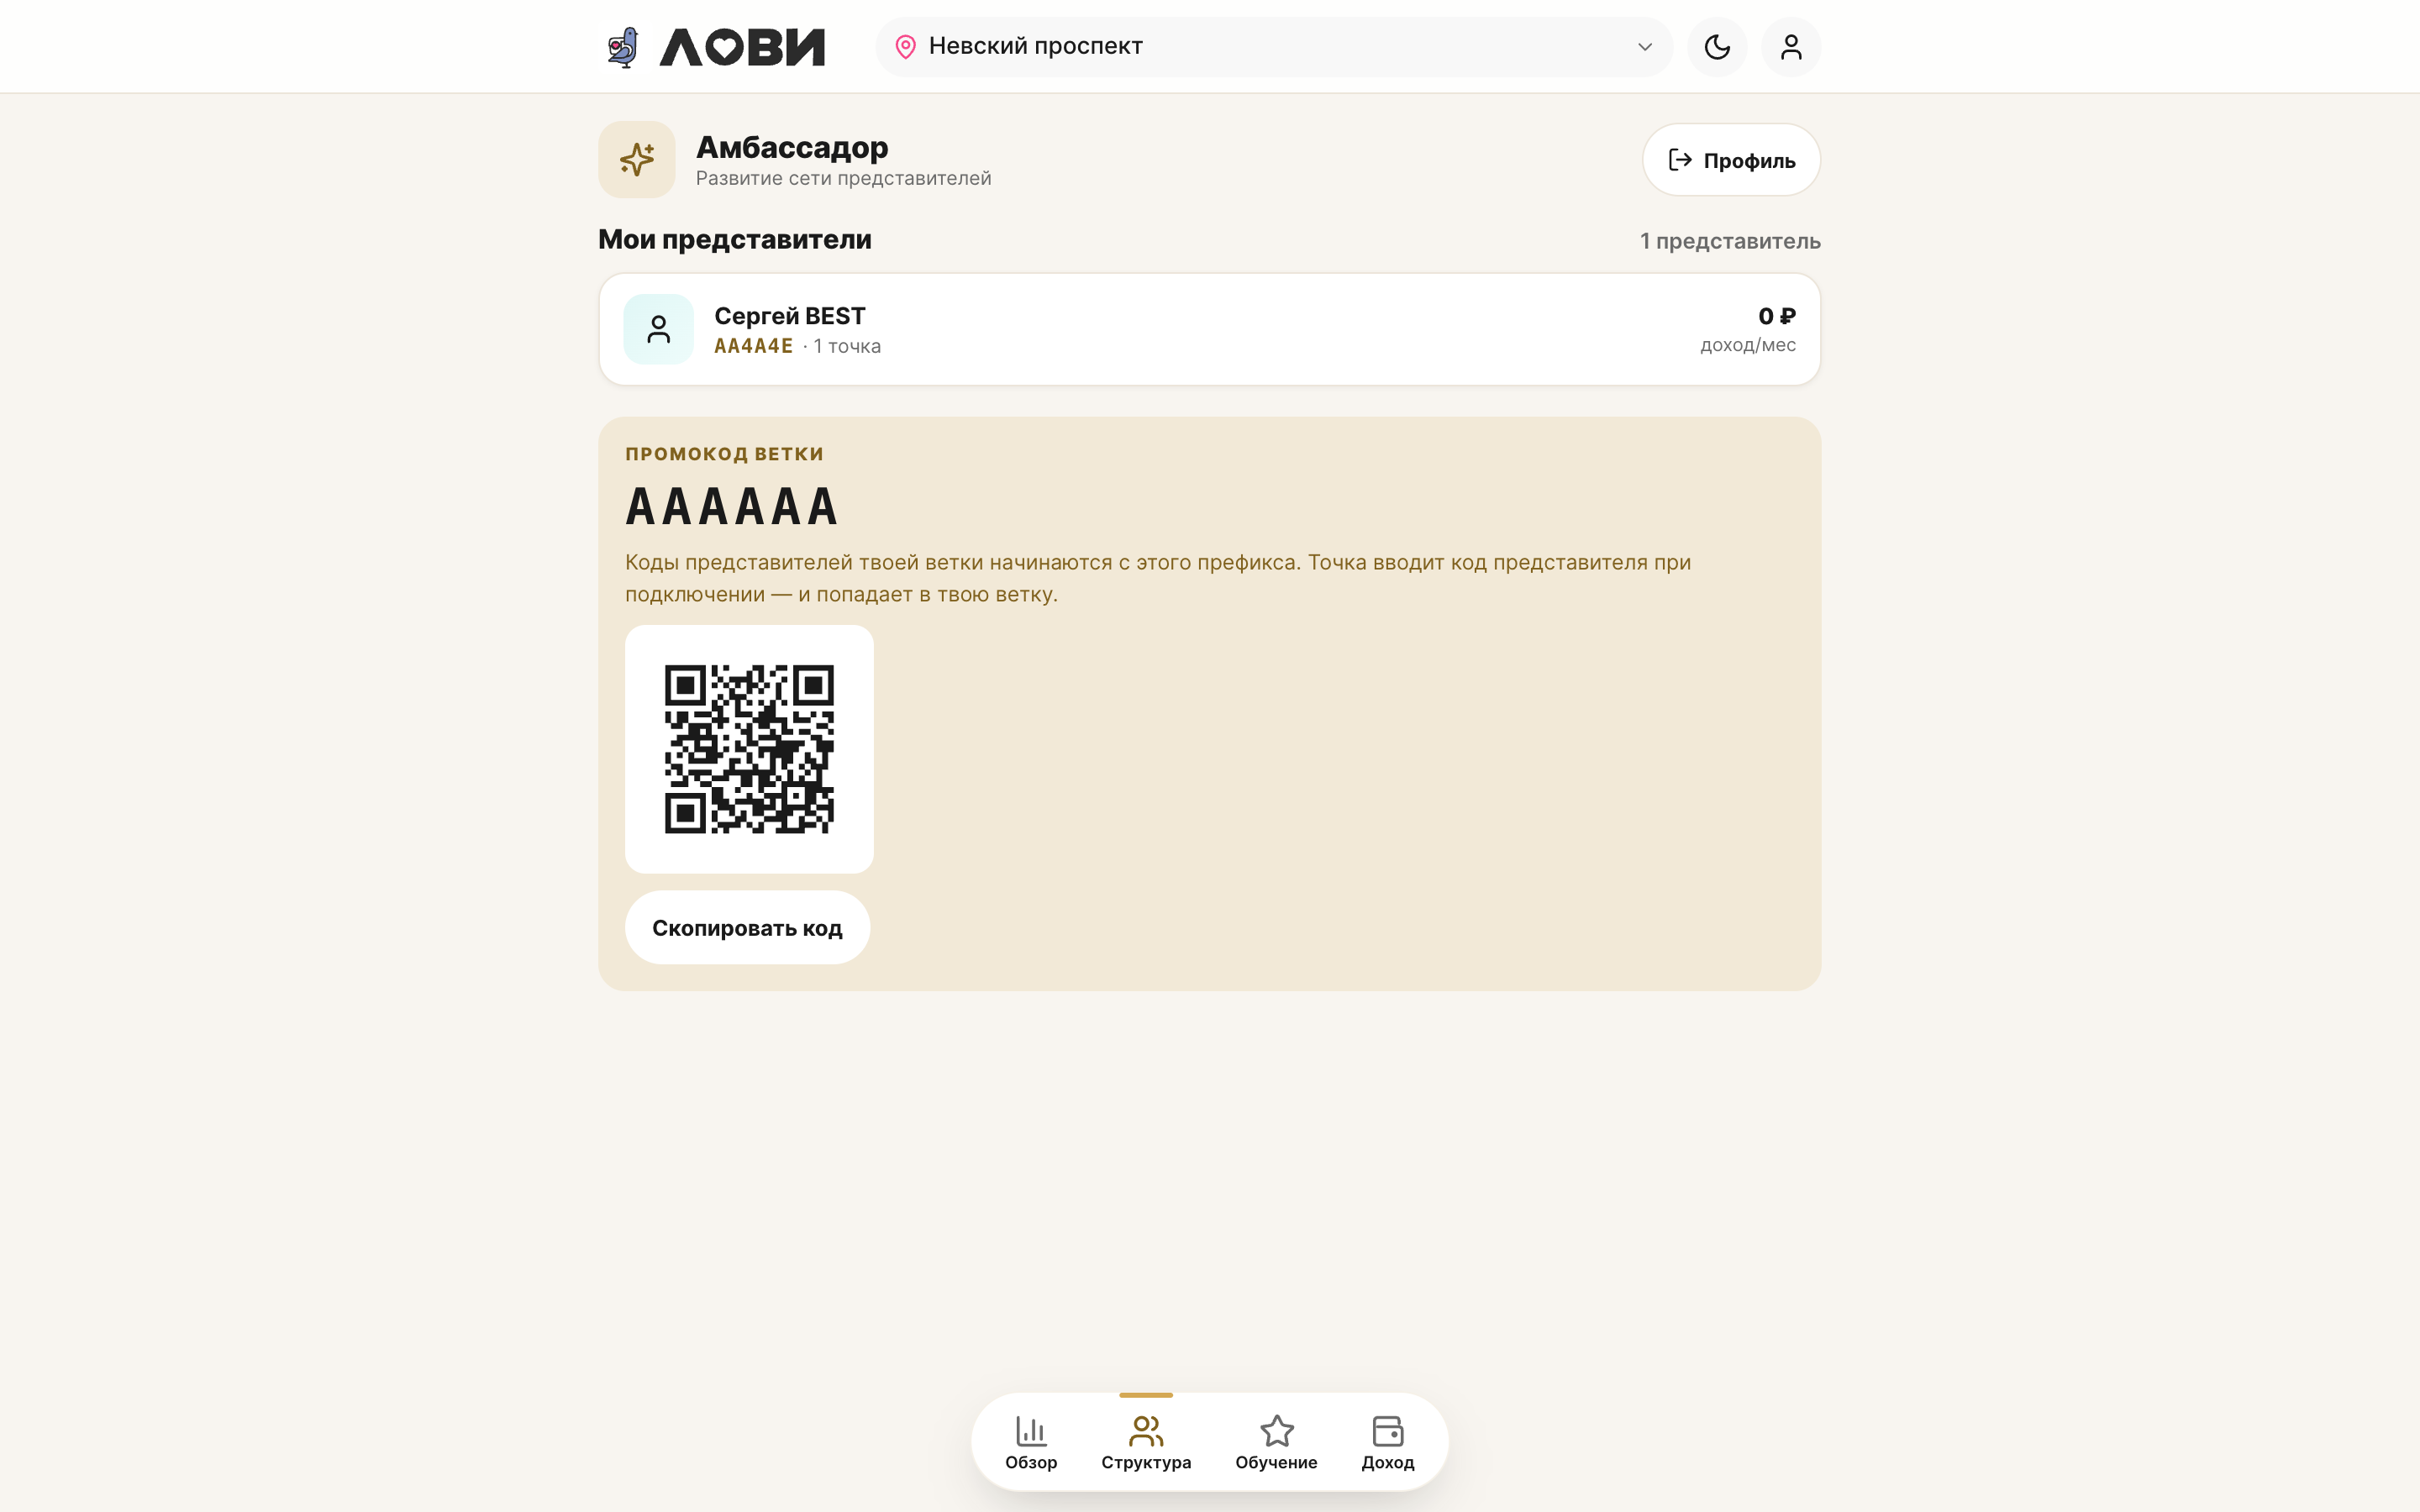 ЛОВИ
Невский проспект
Амбассадор
Развитие сети представителей
Профиль
Мои представители
1 представитель
Сергей BEST
AA4A4E · 1 точка
0 ₽
доход/мес
ПРОМОКОД ВЕТКИ
AAAAAA
Коды представителей твоей ветки начинаются с этого префикса. Точка вводит код представителя при
подключении — и попадает в твою ветку.
Скопировать код
Обзор
Структура
Обучение
Доход